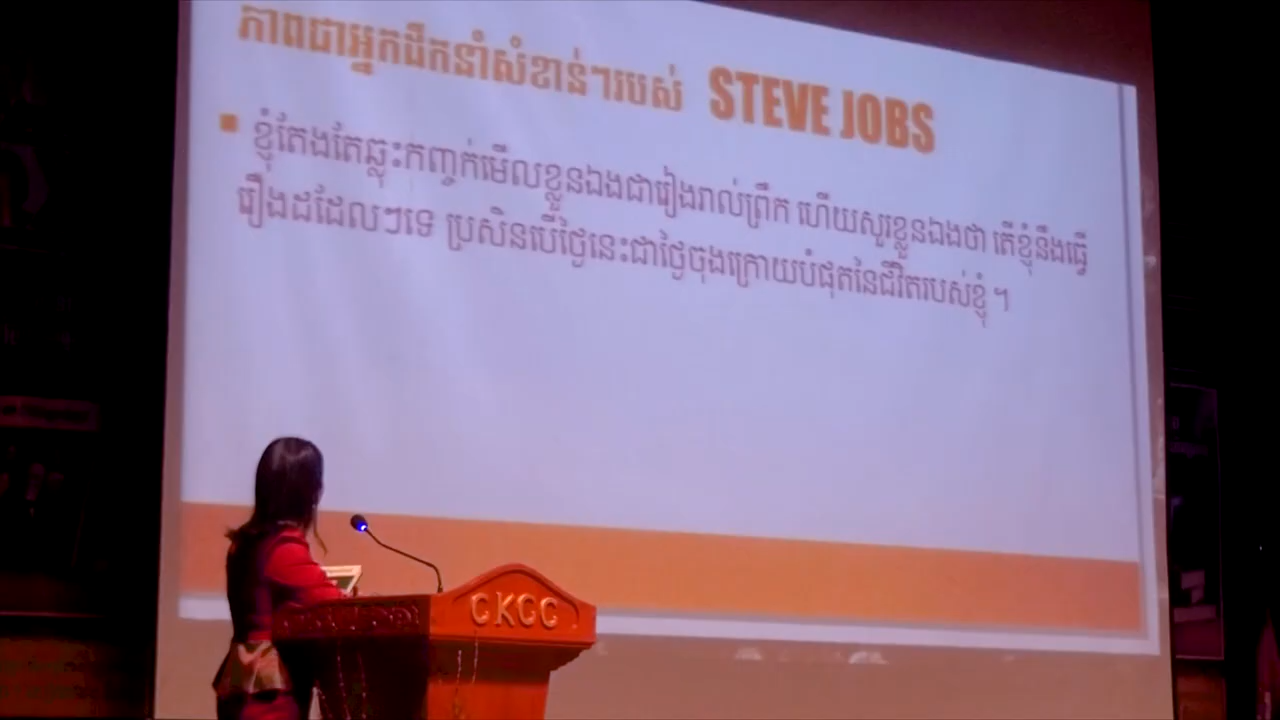 ភាពជាអ្នកដឹកនាំសំខាន់ៗរបស់ STEVE JOBS
ខ្ញុំតែងតែឆ្លុះកញ្ចក់មើលខ្លួនឯងជារៀងរាល់ព្រឹក ហើយសួរខ្លួនឯងថា តើខ្ញុំនឹងធ្វើ
រឿងដដែលៗទេ ប្រសិនបើថ្ងៃនេះជាថ្ងៃចុងក្រោយបំផុតនៃជីវិតរបស់ខ្ញុំ ។
CKCC